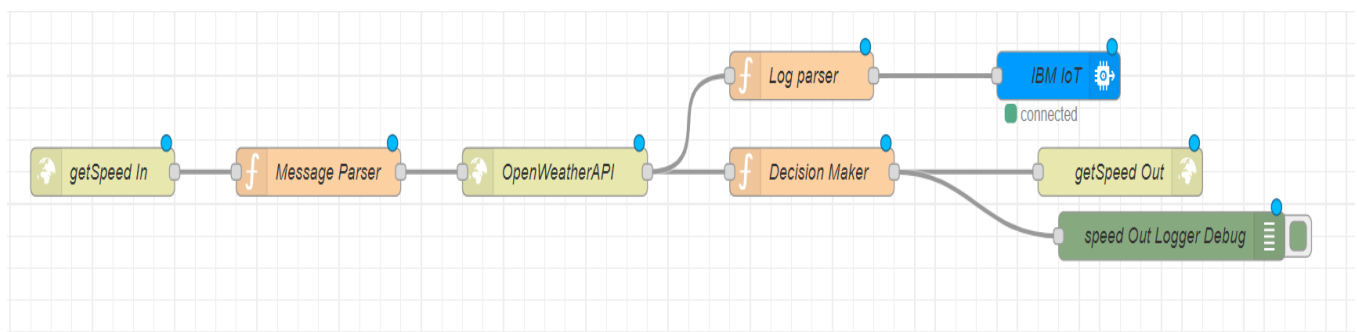 Log parser
IBM IoT
connected
getSpeed In
Message Parser
OpenWeatherAPI
Decision Maker
getSpeed Out
speed Out Logger Debug